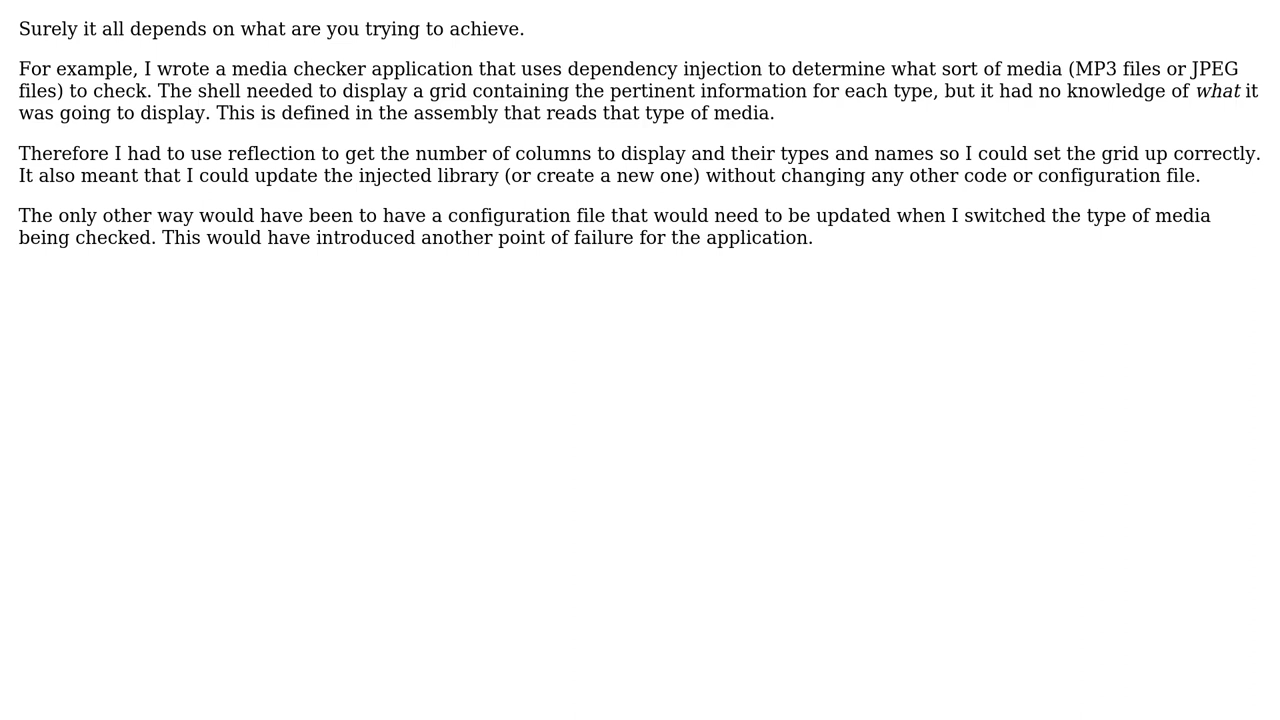 Surely it all depends on what are you trying to achieve.
For example, I wrote a media checker application that uses dependency injection to determine what sort of media (MP3 files or JPEG
files) to check. The shell needed to display a grid containing the pertinent information for each type, but it had no knowledge of what it
was going to display. This is defined in the assembly that reads that type of media.
Therefore I had to use reflection to get the number of columns to display and their types and names so I could set the grid up correctly.
It also meant that I could update the injected library (or create a new one) without changing any other code or configuration file.
The only other way would have been to have a configuration file that would need to be updated when I switched the type of media
being checked. This would have introduced another point of failure for the application.